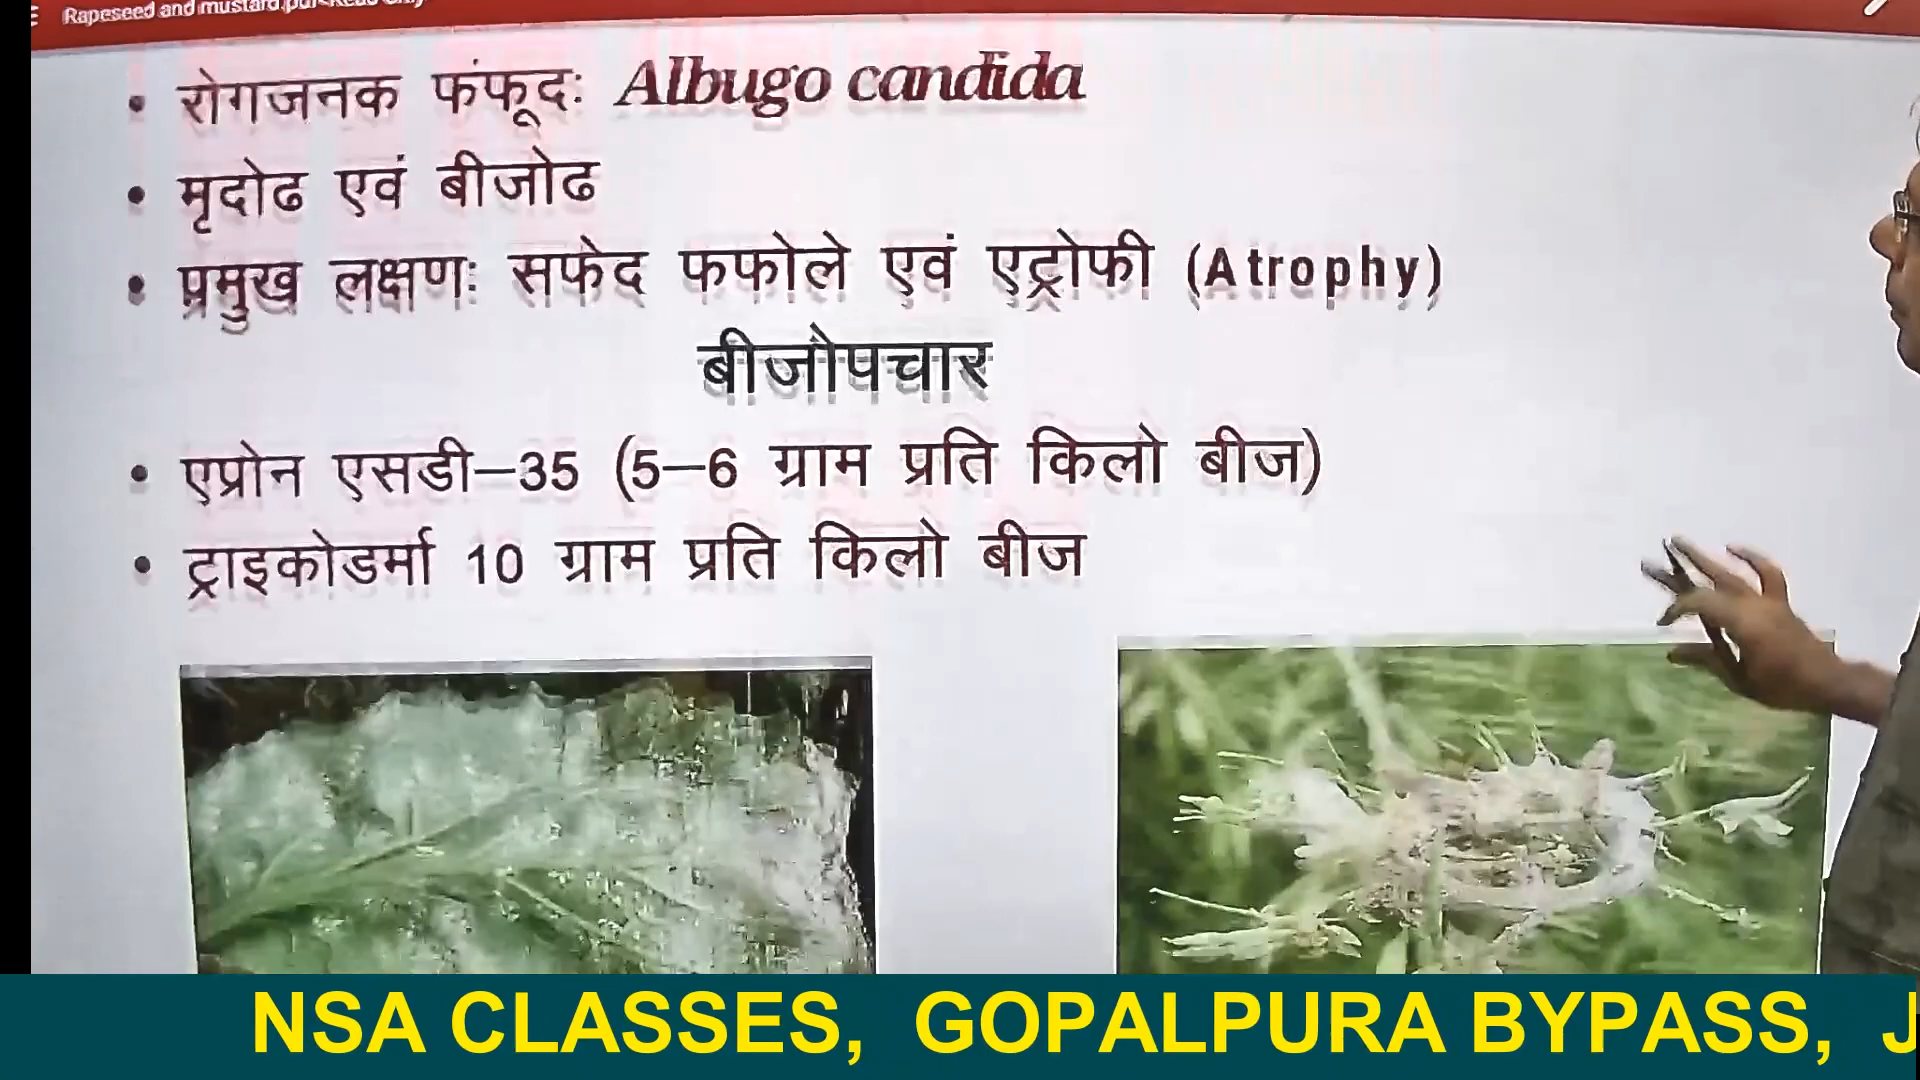 Rapeseed and mustard.pdf
• रोगजनक फंफूदः Albugo candida
• मृदोढ एवं बीजोढ
• प्रमुख लक्षणः सफेद फफोले एवं एट्रोफी (Atrophy)
बीजोपचार
• एप्रोन एसडी–35 (5–6 ग्राम प्रति किलो बीज)
• ट्राइकोडर्मा 10 ग्राम प्रति किलो बीज
NSA CLASSES, GOPALPURA BYPASS,